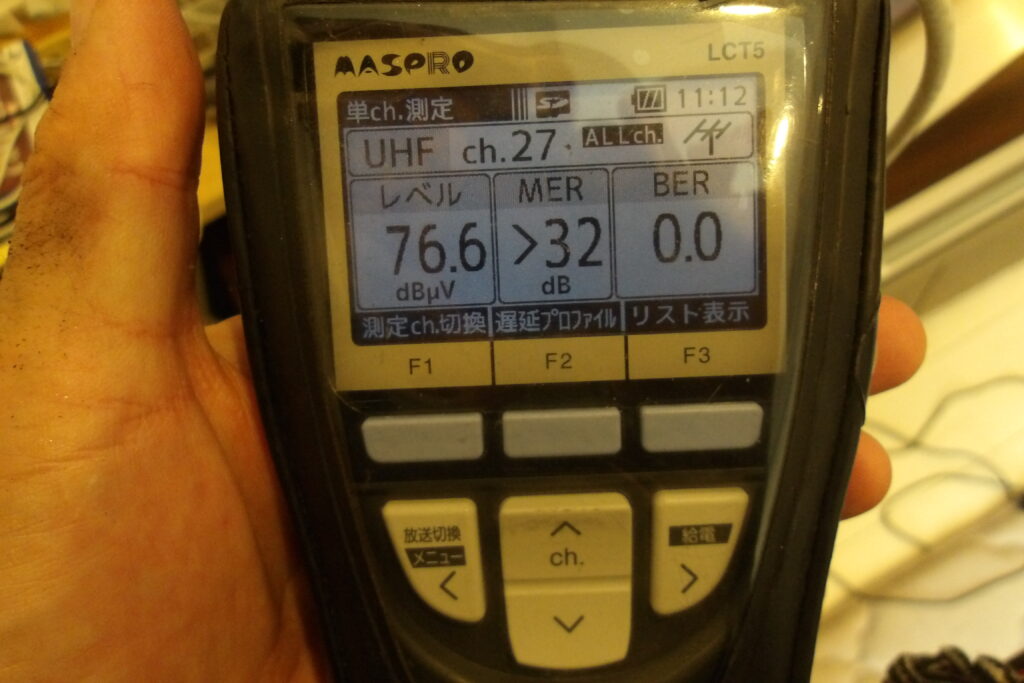 MASPRO LCT5
単ch.測定 SD 11:12
UHF ch.27 ALLch.
レベル MER BER
76.6 >32 0.0
dBμV dB
測定ch.切換 遅延プロファイル リスト表示
F1 F2 F3
放送切換 給電
メニュー ch.